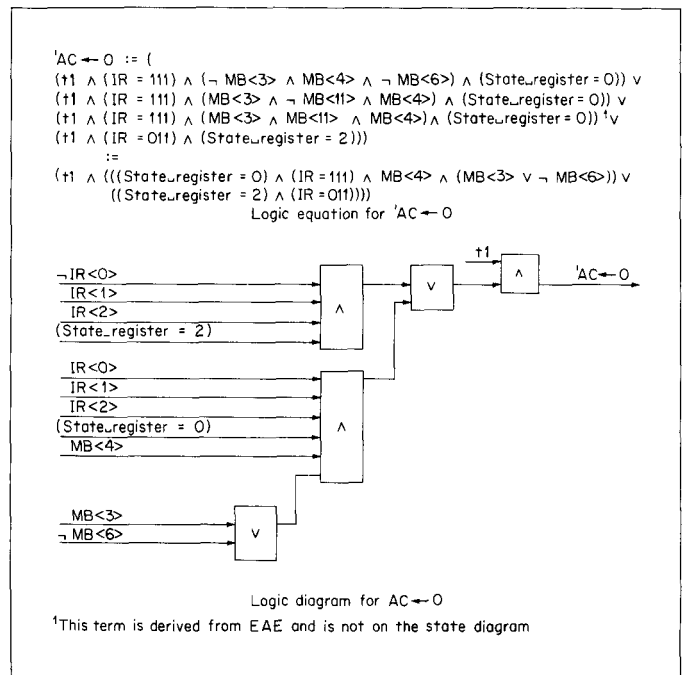 'AC ← 0 := (
(t1 ∧ (IR = 111) ∧ (¬ MB<3> ∧ MB<4> ∧ ¬ MB<6>) ∧ (State_register = 0)) ∨
(t1 ∧ (IR = 111) ∧ (MB<3> ∧ ¬ MB<11> ∧ MB<4>) ∧ (State_register = 0)) ∨
(t1 ∧ (IR = 111) ∧ (MB<3> ∧ MB<11> ∧ MB<4>) ∧ (State_register = 0)) ¹∨
(t1 ∧ (IR = 011) ∧ (State_register = 2)))
:=
(t1 ∧ (((State_register = 0) ∧ (IR = 111) ∧ MB<4> ∧ (MB<3> ∨ ¬ MB<6>)) ∨
((State_register = 2) ∧ (IR = 011))))
Logic equation for 'AC ← 0
t1
∧
'AC ← 0
¬ IR<0>
IR<1>
IR<2>
(State_register = 2)
∧
∨
IR<0>
IR<1>
IR<2>
(State_register = 0)
MB<4>
∧
MB<3>
¬ MB<6>
∨
Logic diagram for AC ← 0
¹This term is derived from EAE and is not on the state diagram